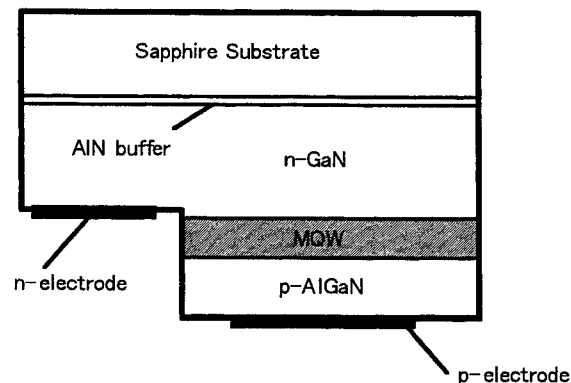 Sapphire Substrate
AlN buffer
n-GaN
MQW
n-electrode
p-AlGaN
p-electrode